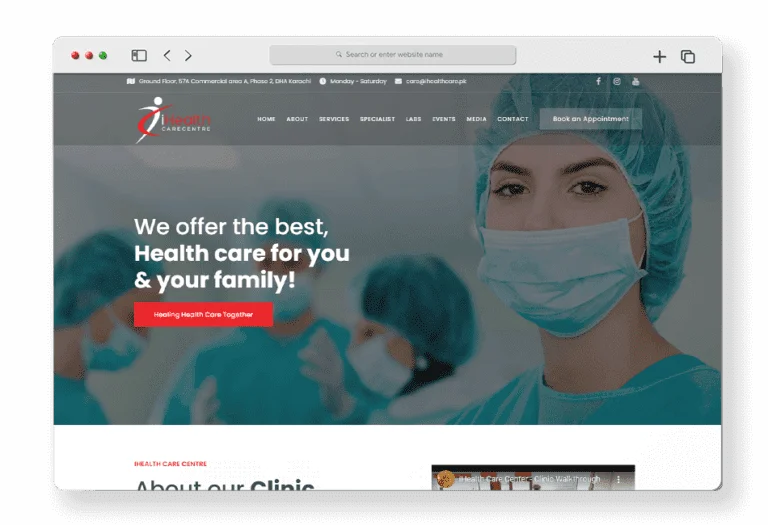 Search or enter website name
Ground Floor, 57A Commercial area A, Phase 2, DHA Karachi Monday - Saturday care@ihealthcare.pk
iHealth
CARECENTRE
HOME ABOUT SERVICES SPECIALIST LABS EVENTS MEDIA CONTACT Book an Appointment
We offer the best,
Health care for you
& your family!
Healing Health Care Together
IHEALTH CARE CENTRE
About our Clinic
iHealth Care Center - Clinic Walkthrough